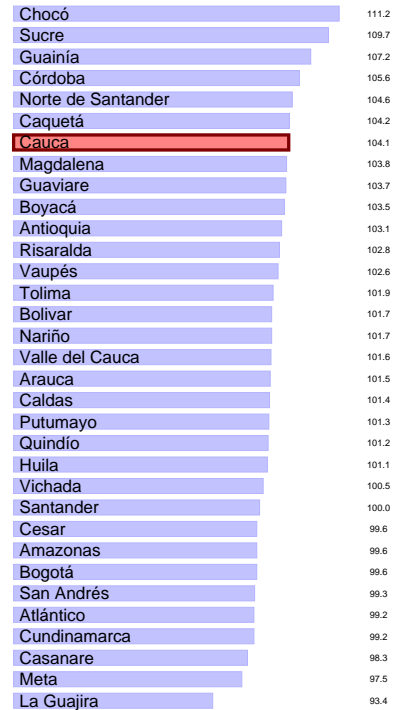 Chocó 111.2
Sucre 109.7
Guainía 107.2
Córdoba 105.6
Norte de Santander 104.6
Caquetá 104.2
Cauca 104.1
Magdalena 103.8
Guaviare 103.7
Boyacá 103.5
Antioquia 103.1
Risaralda 102.8
Vaupés 102.6
Tolima 101.9
Bolivar 101.7
Nariño 101.7
Valle del Cauca 101.6
Arauca 101.5
Caldas 101.4
Putumayo 101.3
Quindío 101.2
Huila 101.1
Vichada 100.5
Santander 100.0
Cesar 99.6
Amazonas 99.6
Bogotá 99.6
San Andrés 99.3
Atlántico 99.2
Cundinamarca 99.2
Casanare 98.3
Meta 97.5
La Guajira 93.4